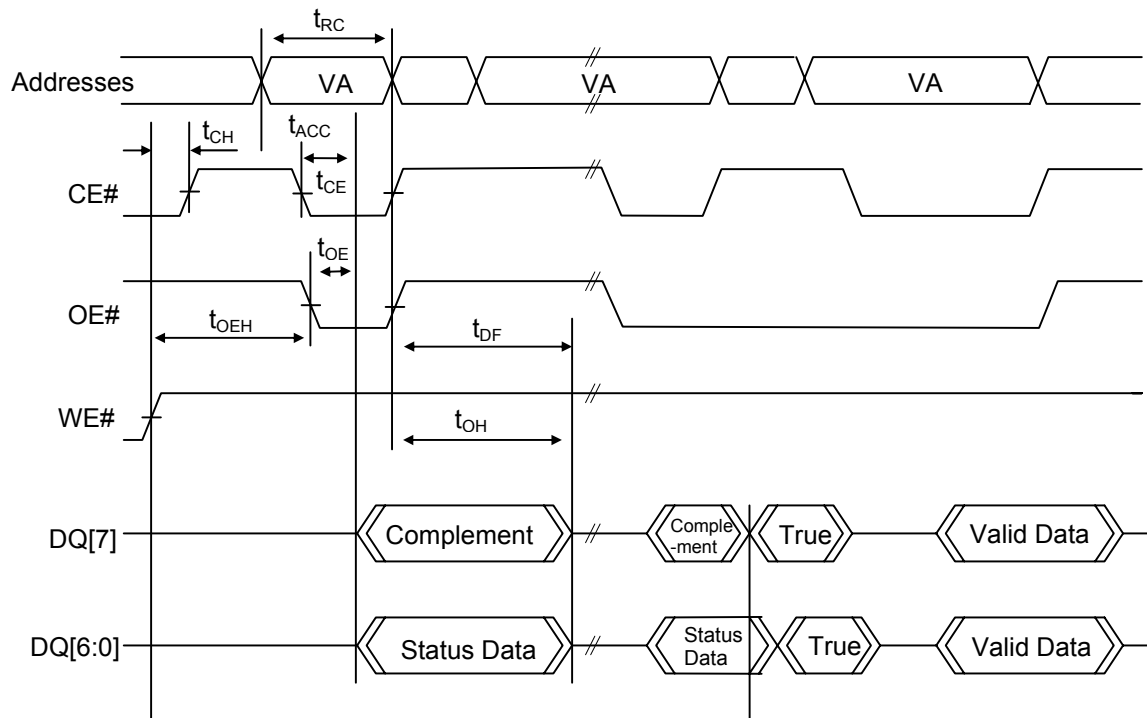 tRC
Addresses
VA
VA
VA
tCH
tACC
CE#
tCE
tOE
OE#
tOEH
tDF
WE#
tOH
DQ[7]
Complement
Comple
-ment
True
Valid Data
DQ[6:0]
Status Data
Status
Data
True
Valid Data